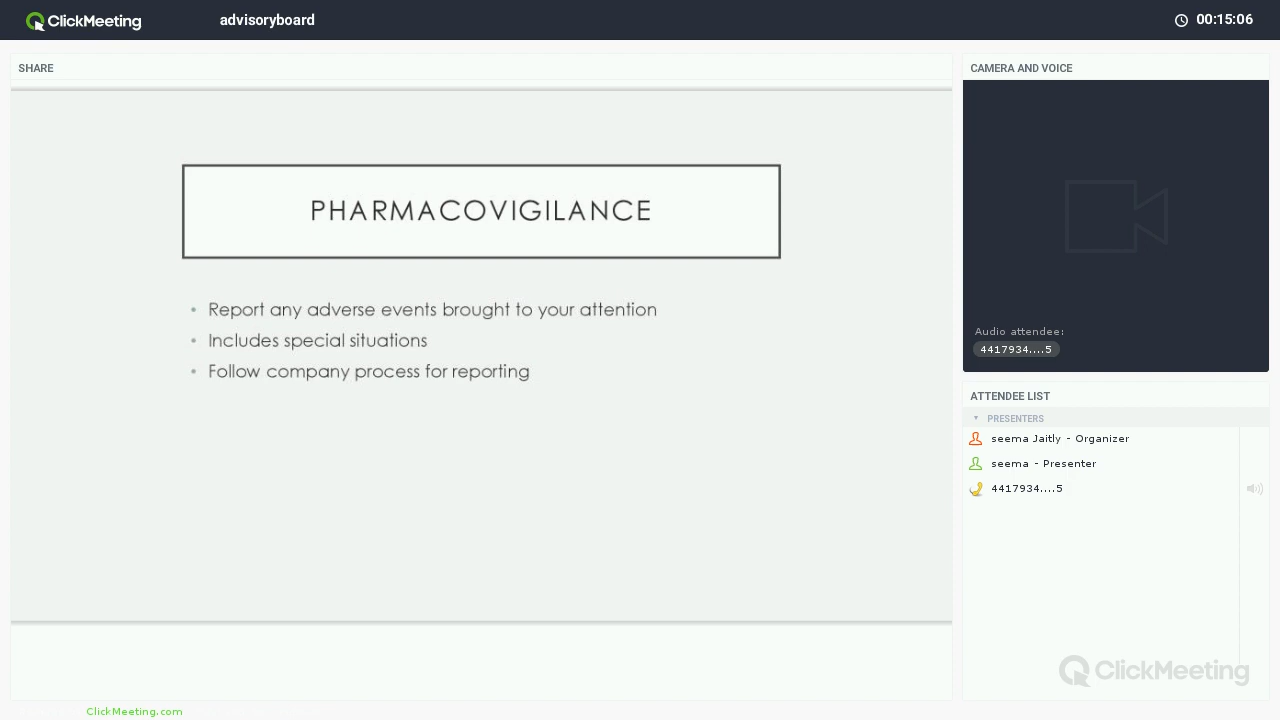 ClickMeeting
advisoryboard
00:15:06
SHARE
PHARMACOVIGILANCE
• Report any adverse events brought to your attention
• Includes special situations
• Follow company process for reporting
CAMERA AND VOICE
Audio attendee:
4417934....5
ATTENDEE LIST
PRESENTERS
seema Jaitly - Organizer
seema - Presenter
4417934....5
ClickMeeting
ClickMeeting.com